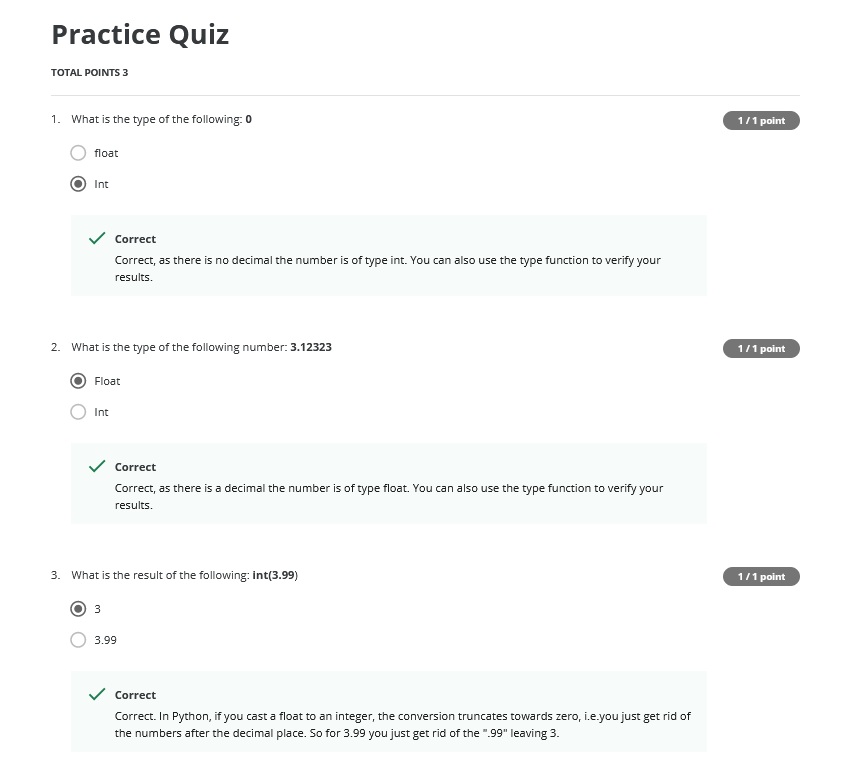 Practice Quiz
TOTAL POINTS 3
1. What is the type of the following: 0
1 / 1 point
float
Int
Correct
Correct, as there is no decimal the number is of type int. You can also use the type function to verify your
results.
2. What is the type of the following number: 3.12323
1 / 1 point
Float
Int
Correct
Correct, as there is a decimal the number is of type float. You can also use the type function to verify your
results.
3. What is the result of the following: int(3.99)
1 / 1 point
3
3.99
Correct
Correct. In Python, if you cast a float to an integer, the conversion truncates towards zero, i.e.you just get rid of
the numbers after the decimal place. So for 3.99 you just get rid of the ".99" leaving 3.